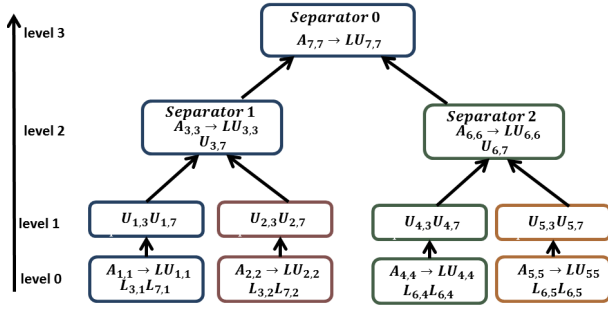 level 3
Separator 0
A7,7 → LU7,7
level 2
Separator 1
A3,3 → LU3,3
U3,7
Separator 2
A6,6 → LU6,6
U6,7
level 1
U1,3U1,7
U2,3U2,7
U4,3U4,7
U5,3U5,7
level 0
A1,1 → LU1,1
L3,1L7,1
A2,2 → LU2,2
L3,2L7,2
A4,4 → LU4,4
L6,4L6,4
A5,5 → LU55
L6,5L6,5